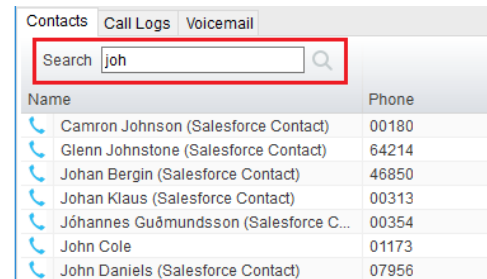 Contacts Call Logs Voicemail
Search joh
Name Phone
Camron Johnson (Salesforce Contact) 00180
Glenn Johnstone (Salesforce Contact) 64214
Johan Bergin (Salesforce Contact) 46850
Johan Klaus (Salesforce Contact) 00313
Jóhannes Guðmundsson (Salesforce C... 00354
John Cole 01173
John Daniels (Salesforce Contact) 07956